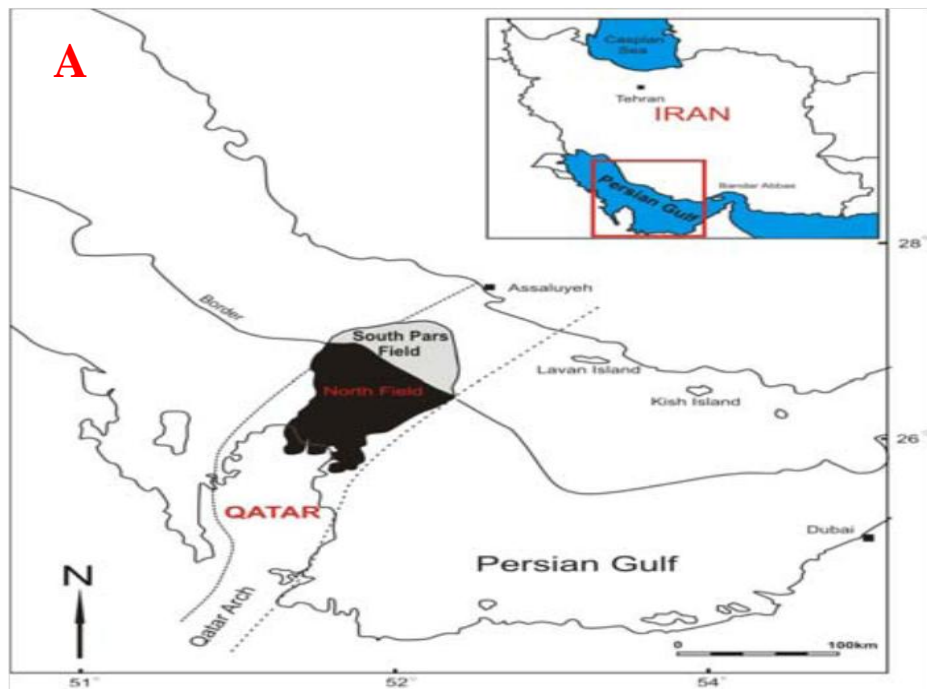 A
Caspian
Sea
Tehran
IRAN
Persian Gulf
Bandar Abbas
28°
Assaluyeh
Border
South Pars
Field
North Field
Lavan Island
Kish Island
26°
QATAR
Dubai
Persian Gulf
N
Qatar Arch
0
100km
51°
52°
54°